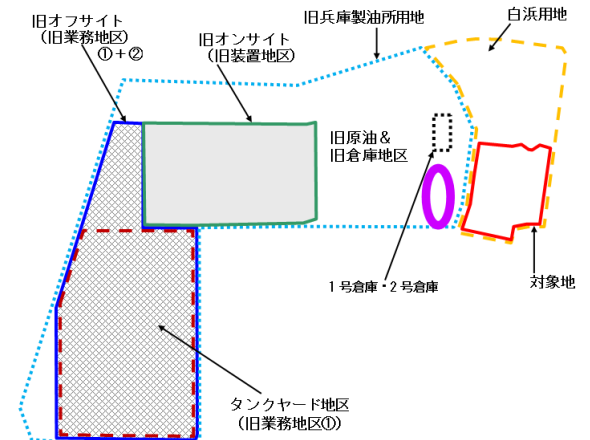 旧オフサイト
（旧業務地区）
①＋②
旧オンサイト
（旧装置地区）
旧兵庫製油所用地
白浜用地
旧原油＆
旧倉庫地区
１号倉庫・２号倉庫
対象地
タンクヤード地区
（旧業務地区①）